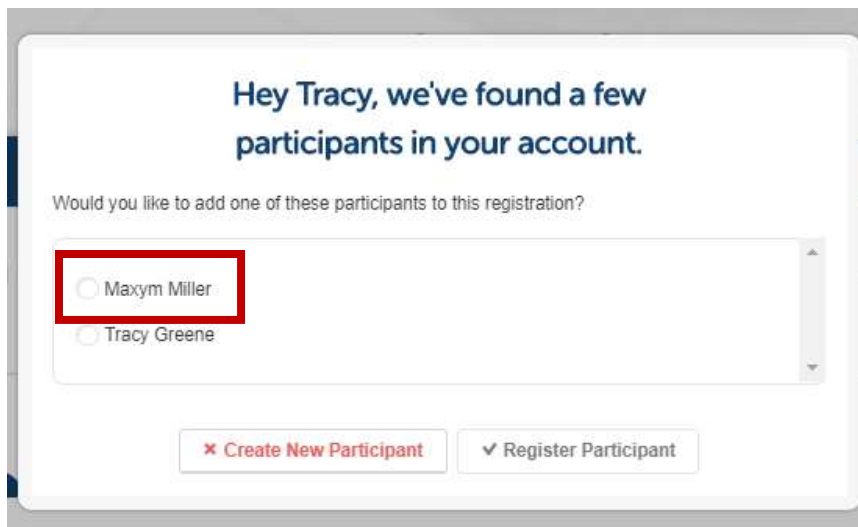 Hey Tracy, we've found a few
participants in your account.
Would you like to add one of these participants to this registration?
Maxym Miller
Tracy Greene
× Create New Participant ✔ Register Participant